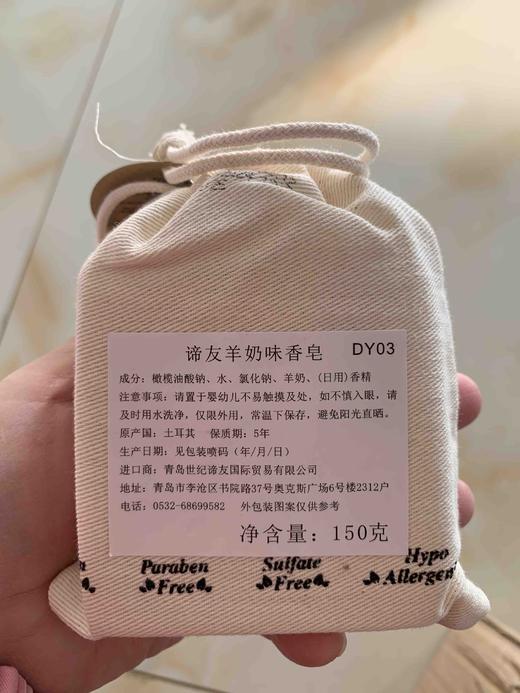 谛友羊奶味香皂 DY03
成分：橄榄油酸钠、水、氯化钠、羊奶、(日用)香精
注意事项：请置于婴幼儿不易触摸及处，如不慎入眼，请
及时用水洗净，仅限外用，常温下保存，避免阳光直晒。
原产国：土耳其 保质期：5年
生产日期：见包装喷码（年/月/日）
进口商：青岛世纪谛友国际贸易有限公司
地址：青岛市李沧区书院路37号奥克斯广场6号楼2312户
电话：0532-68699582 外包装图案仅供参考
净含量：150克
Paraben
Free
Sulfate
Free
Hypo
Allergen